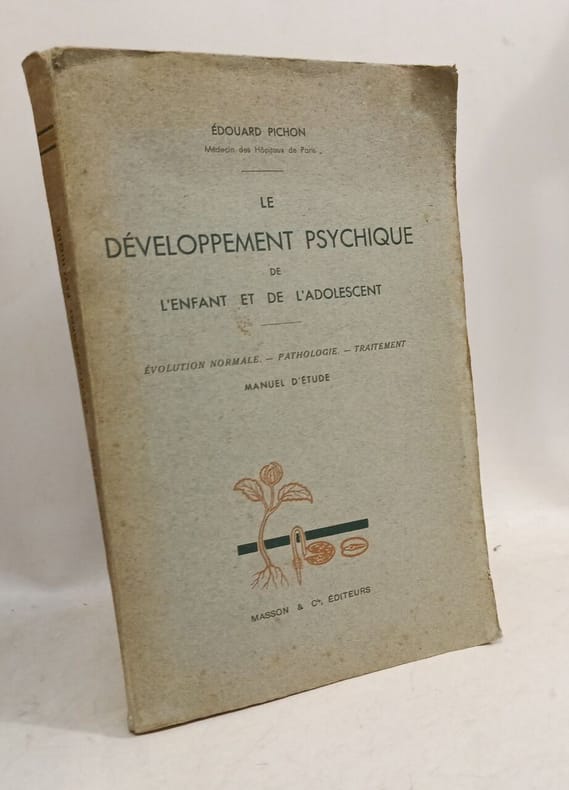 ÉDOUARD PICHON
Médecin des Hôpitaux de Paris
LE
DÉVELOPPEMENT PSYCHIQUE
DE
L'ENFANT ET DE L'ADOLESCENT
ÉVOLUTION NORMALE. — PATHOLOGIE. — TRAITEMENT
MANUEL D'ÉTUDE
MASSON & Cie, ÉDITEURS